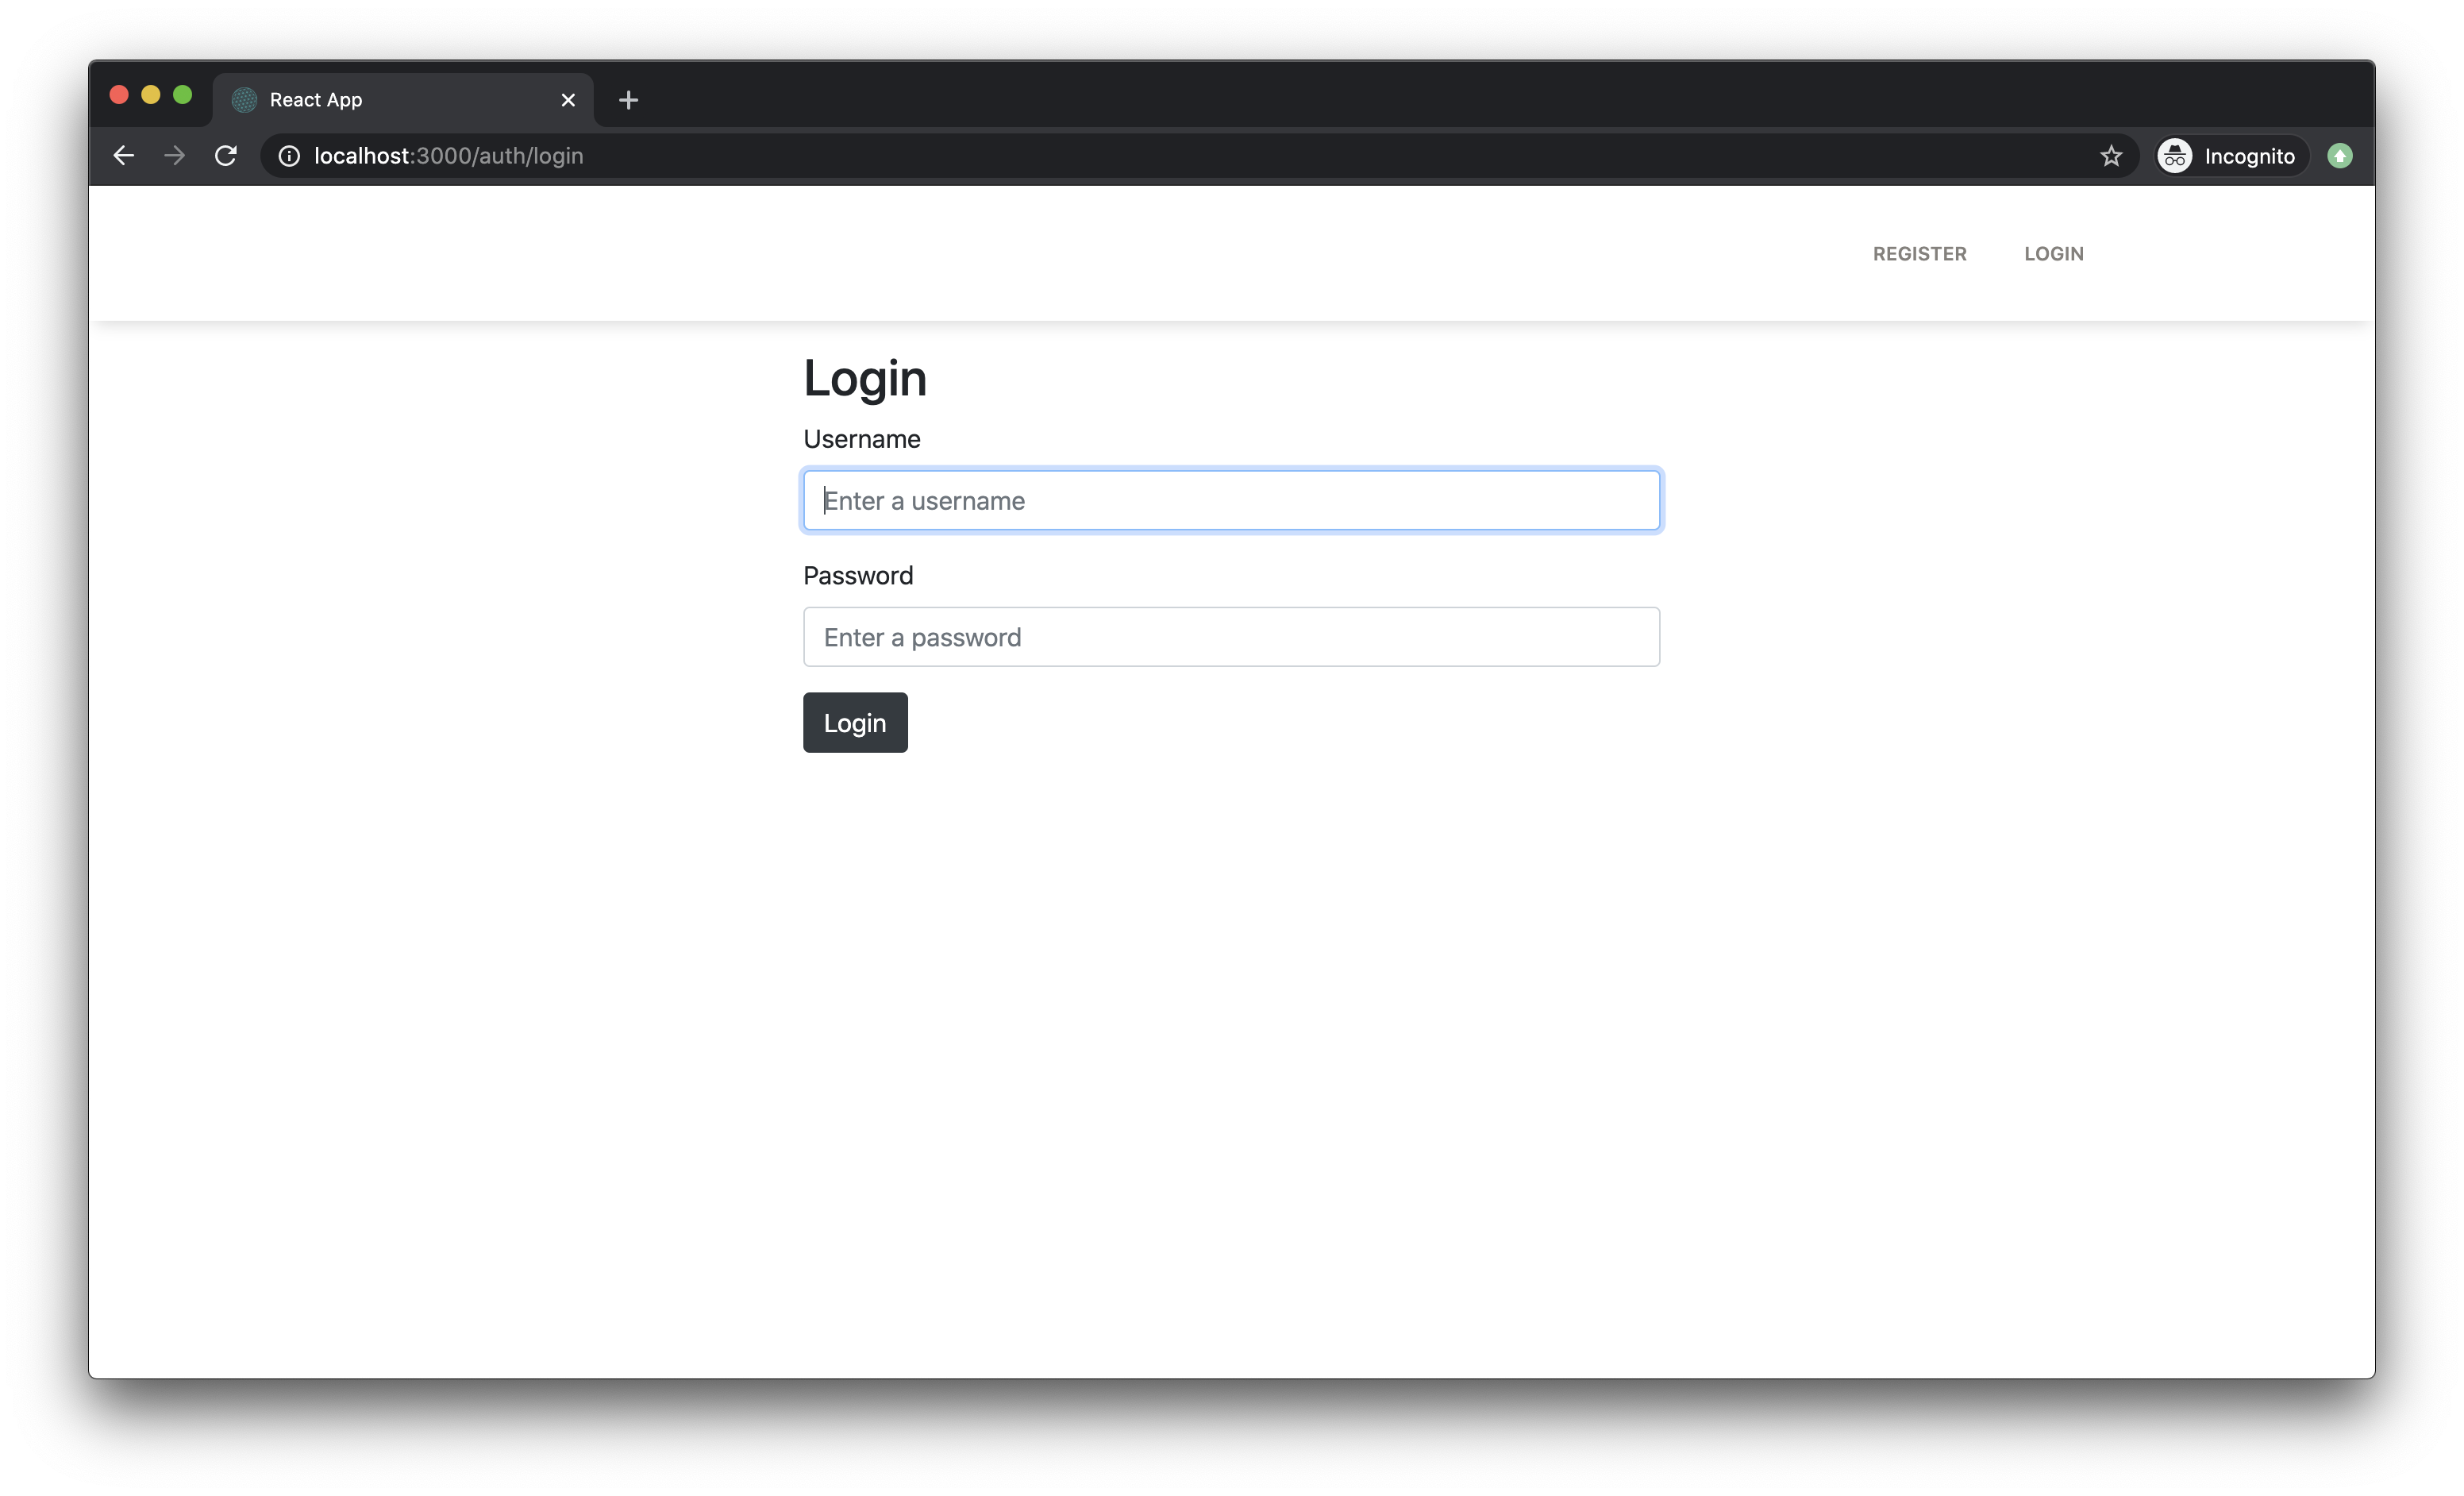 React App
localhost:3000/auth/login
Incognito
REGISTER LOGIN
Login
Username
Enter a username
Password
Enter a password
Login